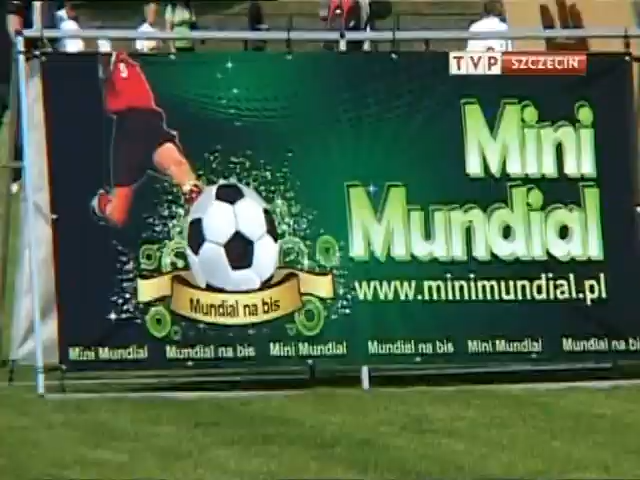 TVP SZCZECIN
Mini
Mundial
www.minimundial.pl
Mundial na bis
Mini Mundial Mundial na bis Mini Mundial Mundial na bis Mini Mundial Mundial na bi